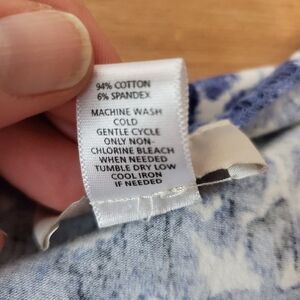 94% COTTON
6% SPANDEX
MACHINE WASH
COLD
GENTLE CYCLE
ONLY NON-
CHLORINE BLEACH
WHEN NEEDED
TUMBLE DRY LOW
COOL IRON
IF NEEDED